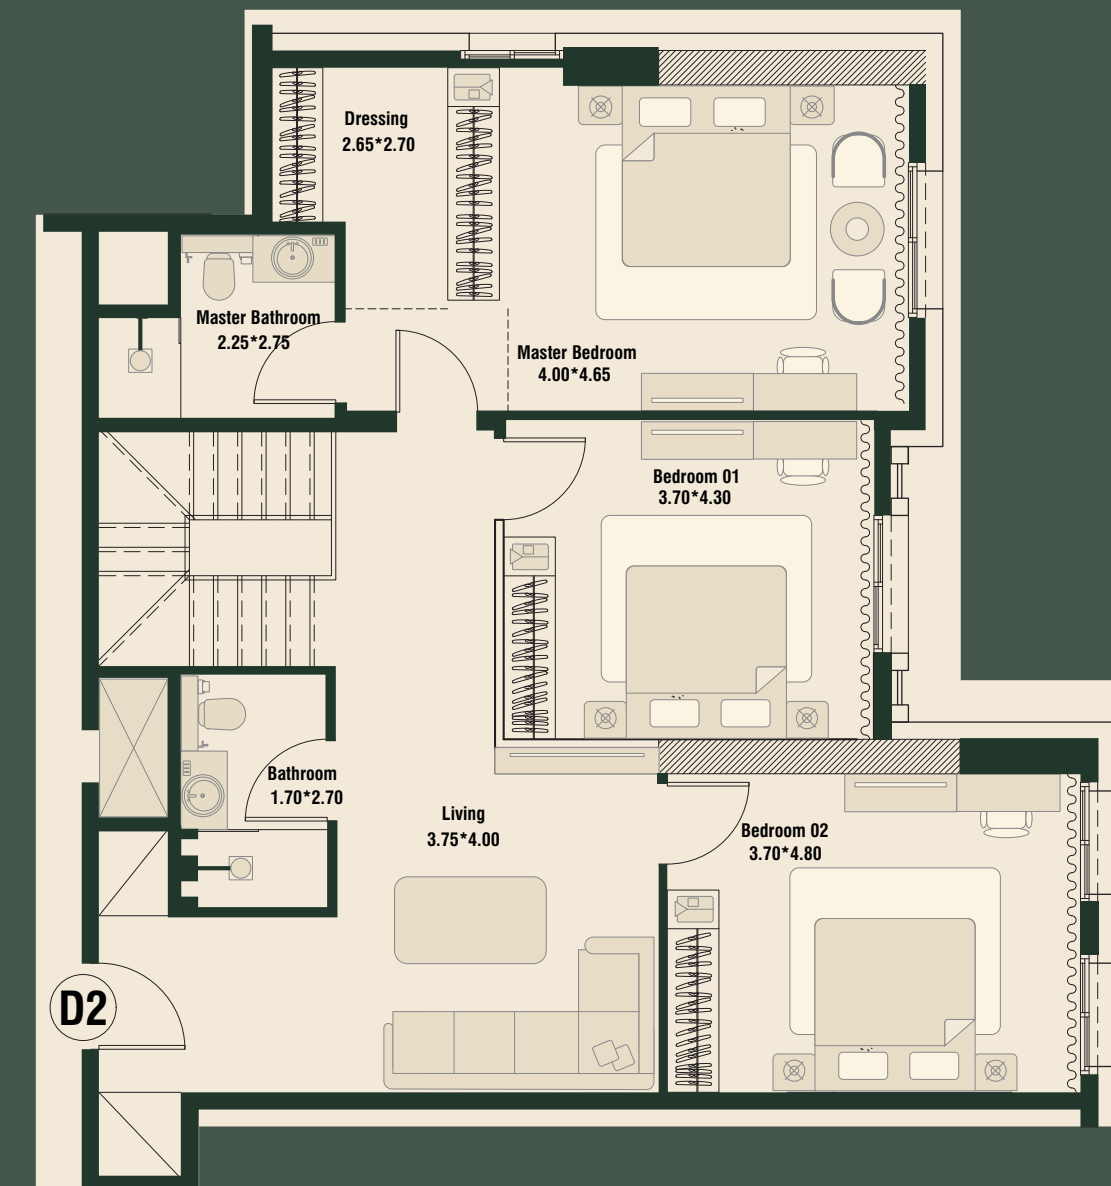 Dressing
2.65*2.70
Master Bathroom
2.25*2.75
Master Bedroom
4.00*4.65
Bedroom 01
3.70*4.30
Bathroom
1.70*2.70
Living
3.75*4.00
Bedroom 02
3.70*4.80
D2